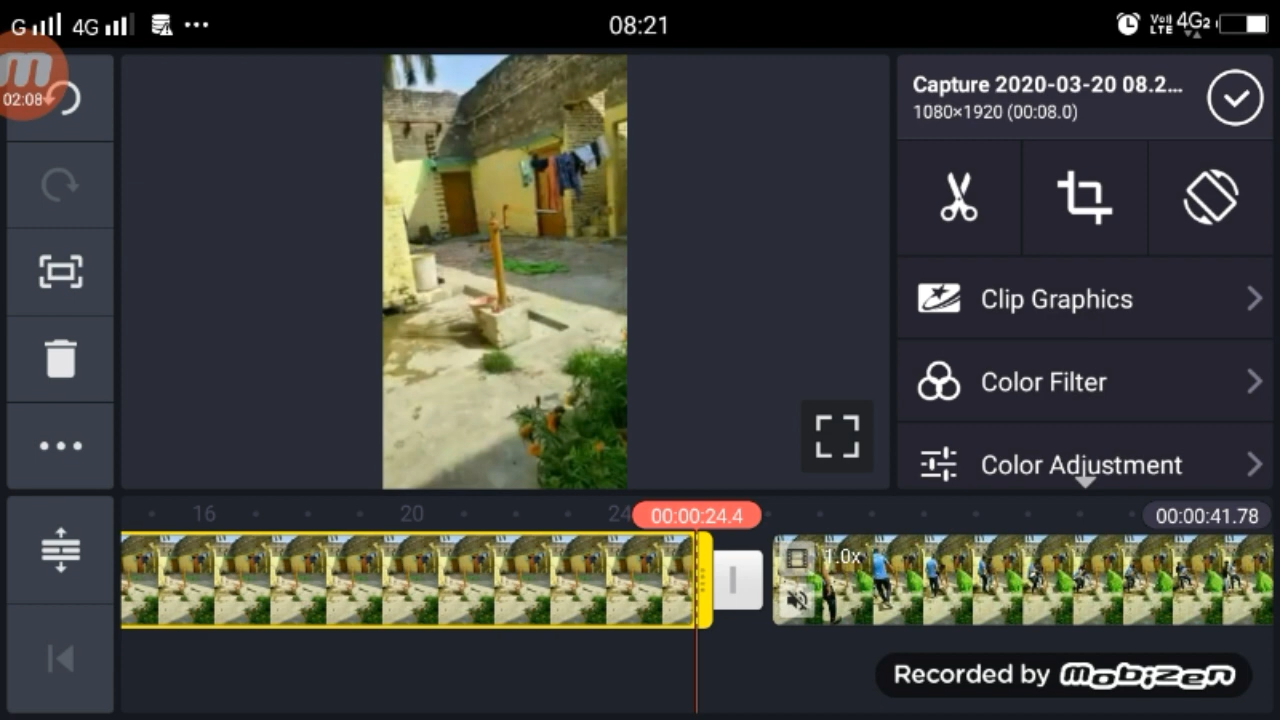 G 4G 08:21 VoII LTE 4G2
02:08
Capture 2020-03-20 08.2...
1080×1920 (00:08.0)
Clip Graphics
Color Filter
Color Adjustment
16 20 24 00:00:24.4 00:00:41.78
1.0x
Recorded by mobizen